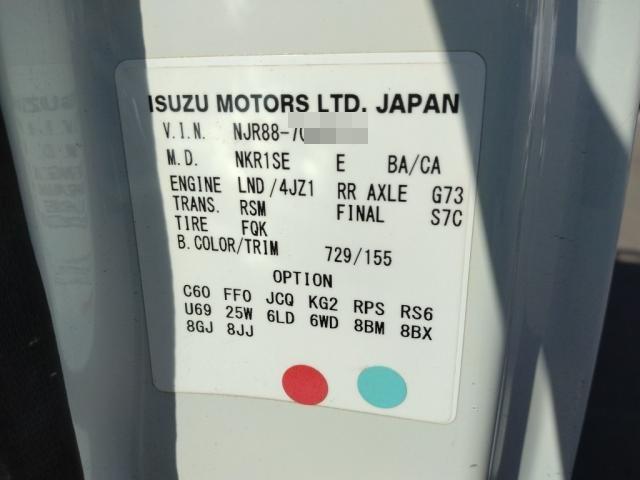 ISUZU MOTORS LTD. JAPAN
V.I.N. NJR88-70
M.D. NKR1SE E BA/CA
ENGINE LND/4JZ1 RR AXLE G73
TRANS. RSM FINAL S7C
TIRE FQK
B.COLOR/TRIM 729/155
OPTION
C60 FF0 JCQ KG2 RPS RS6
U69 25W 6LD 6WD 8BM 8BX
8GJ 8JJ